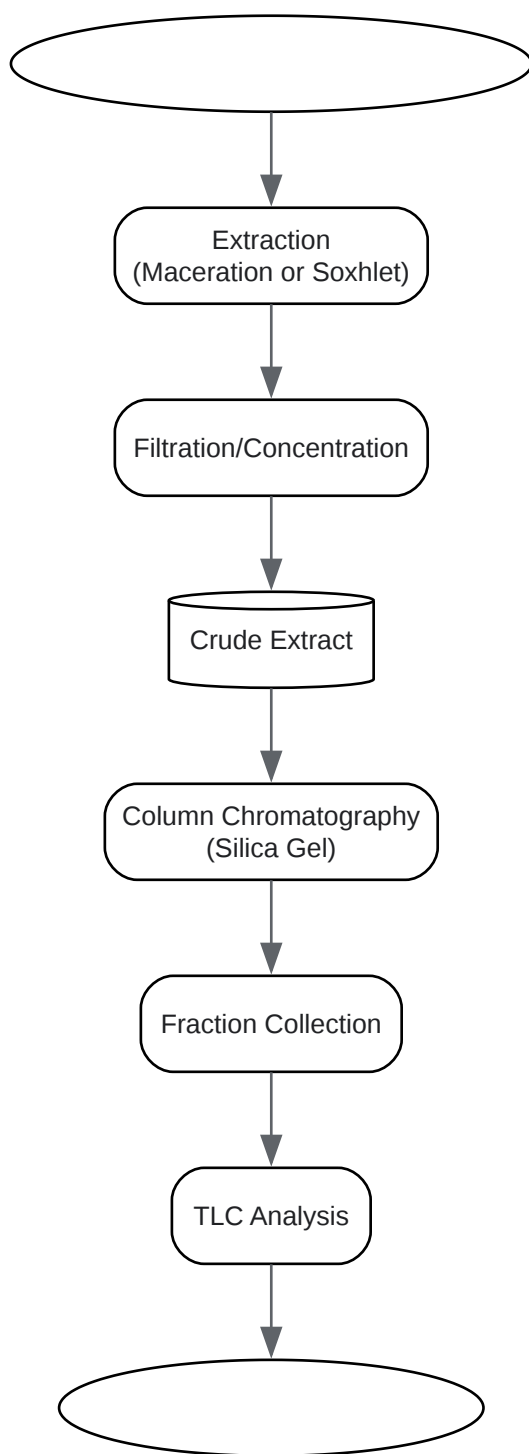 Extraction
(Maceration or Soxhlet)
Filtration/Concentration
Crude Extract
Column Chromatography
(Silica Gel)
Fraction Collection
TLC Analysis